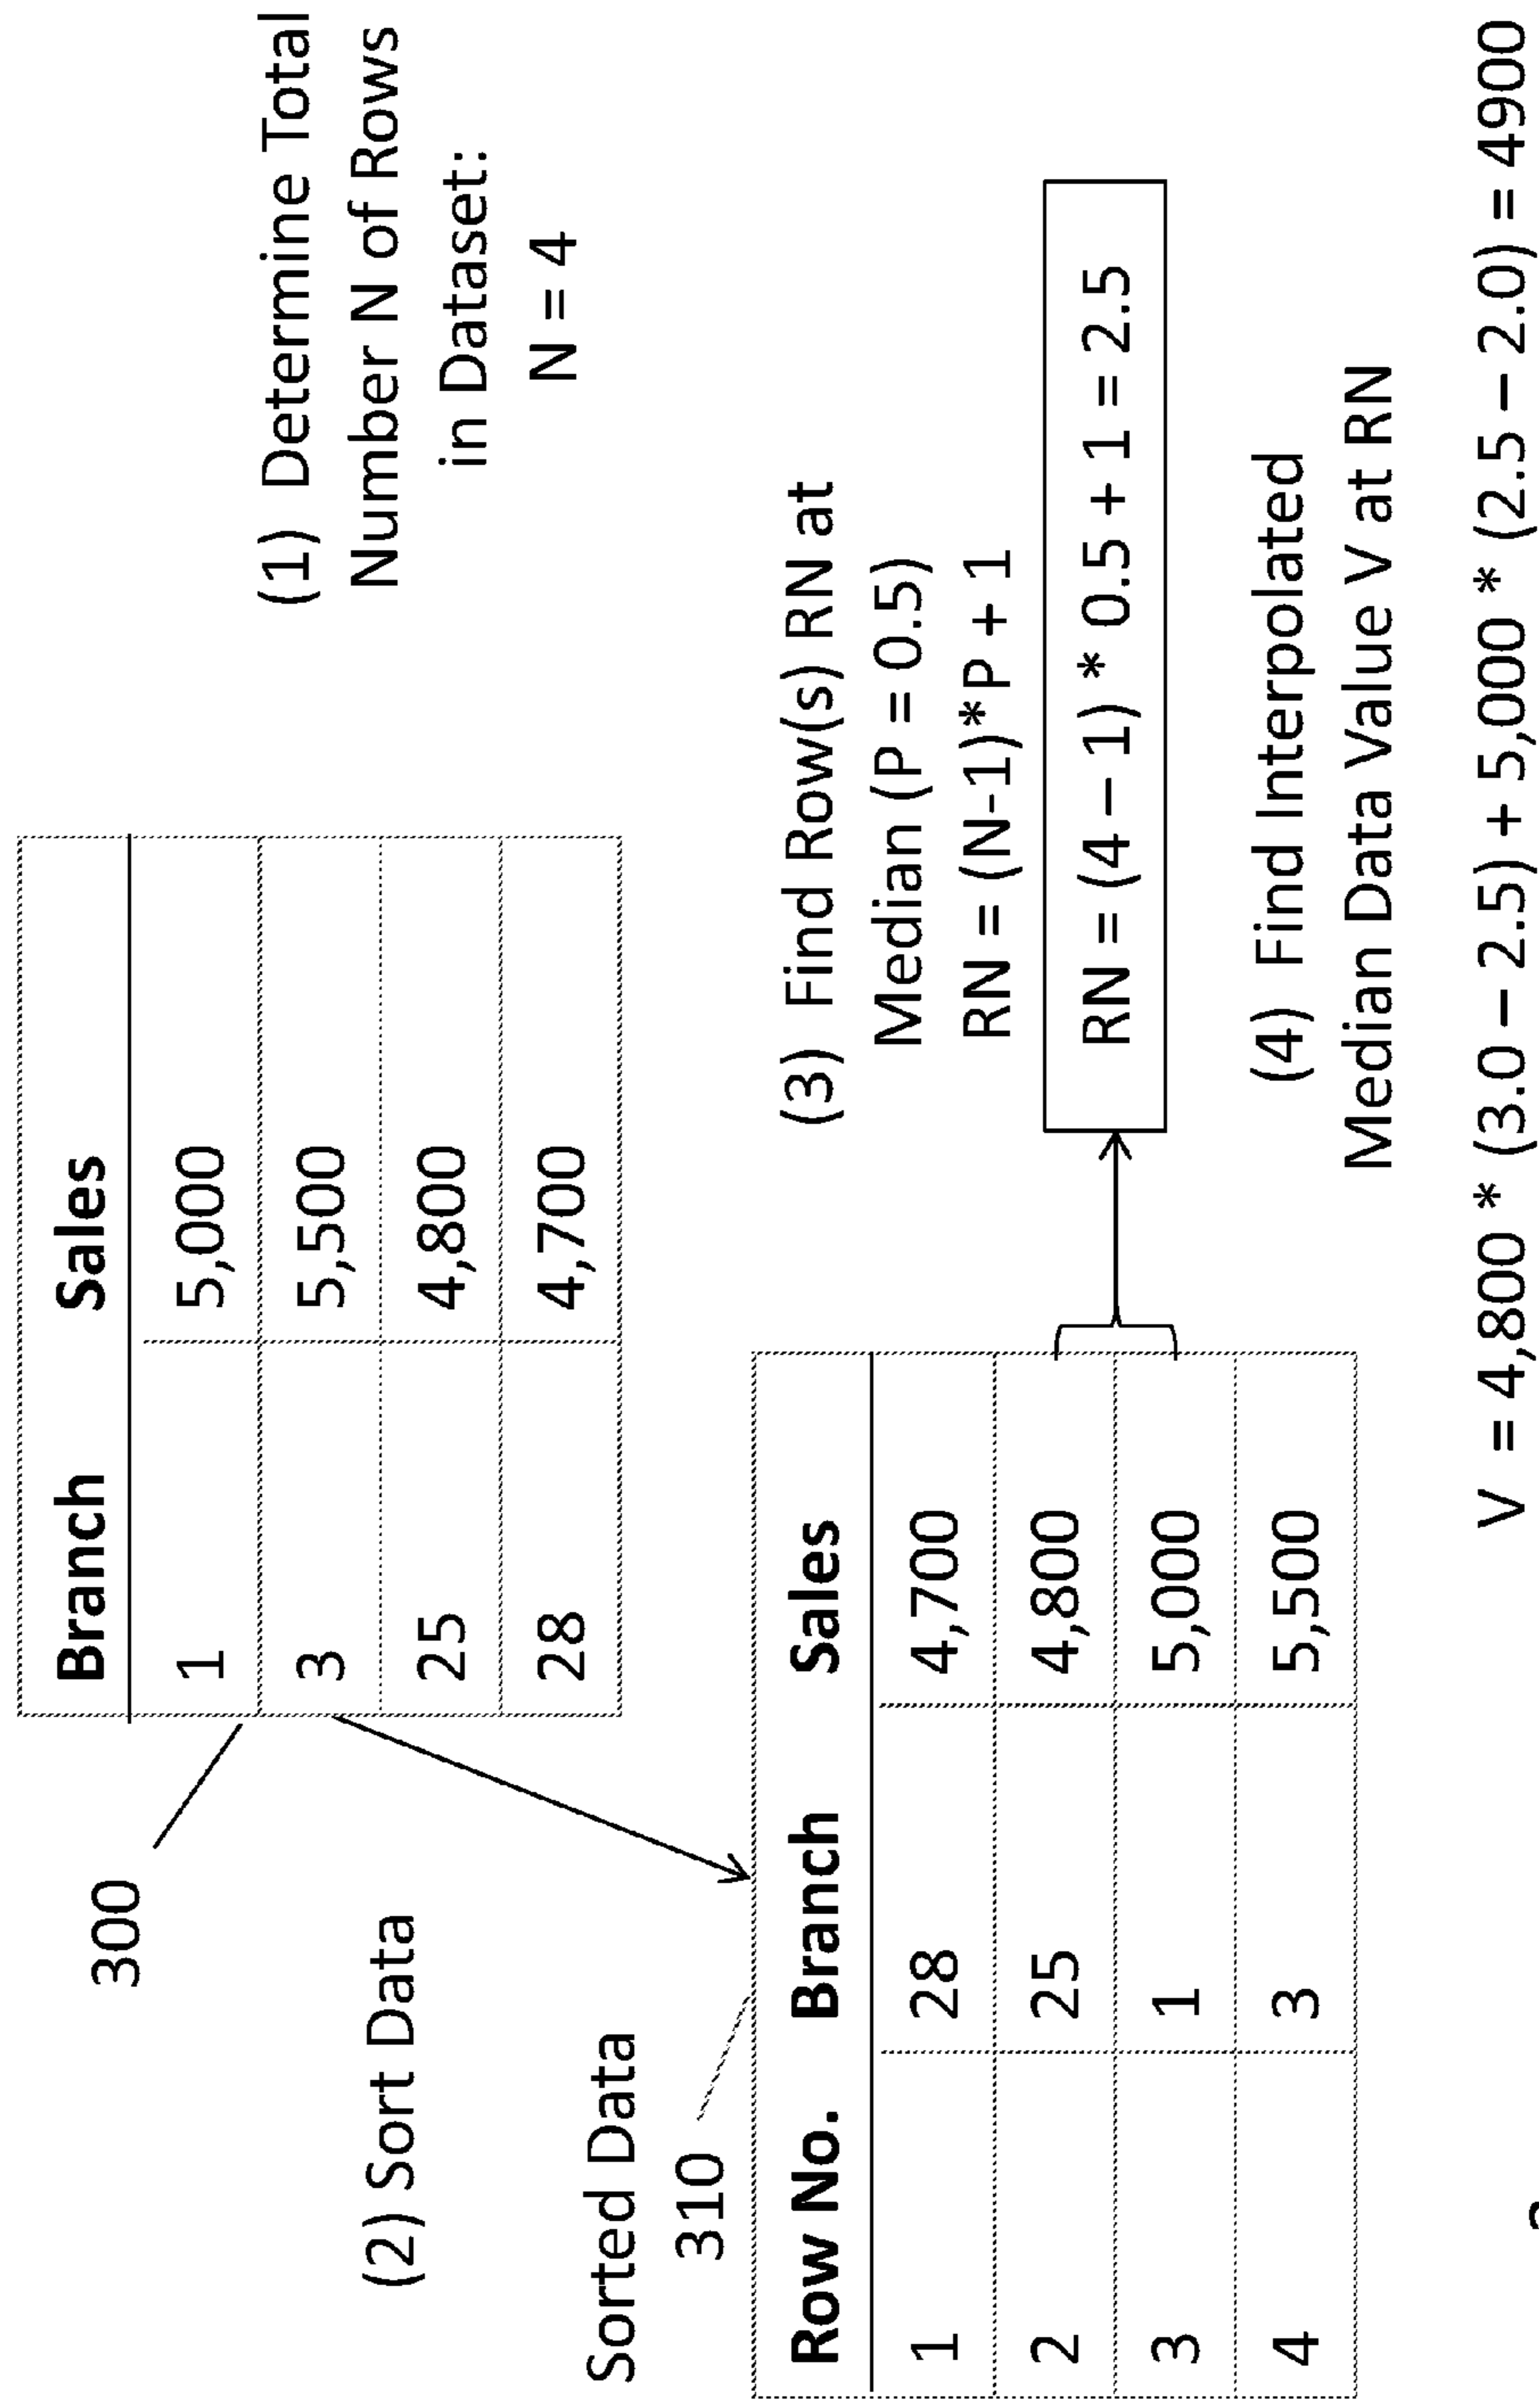 300
Branch Sales
1 5,000
3 5,500
25 4,800
28 4,700
(1) Determine Total
Number N of Rows
in Dataset:
N = 4
(2) Sort Data
Sorted Data
310
Row No. Branch Sales
1 28 4,700
2 25 4,800
3 1 5,000
4 3 5,500
(3) Find Row(s) RN at
Median (P = 0.5)
RN = (N-1)*P + 1
RN = (4 – 1) * 0.5 + 1 = 2.5
(4) Find Interpolated
Median Data Value V at RN
V = 4,800 * (3.0 – 2.5) + 5,000 * (2.5 – 2.0) = 4900